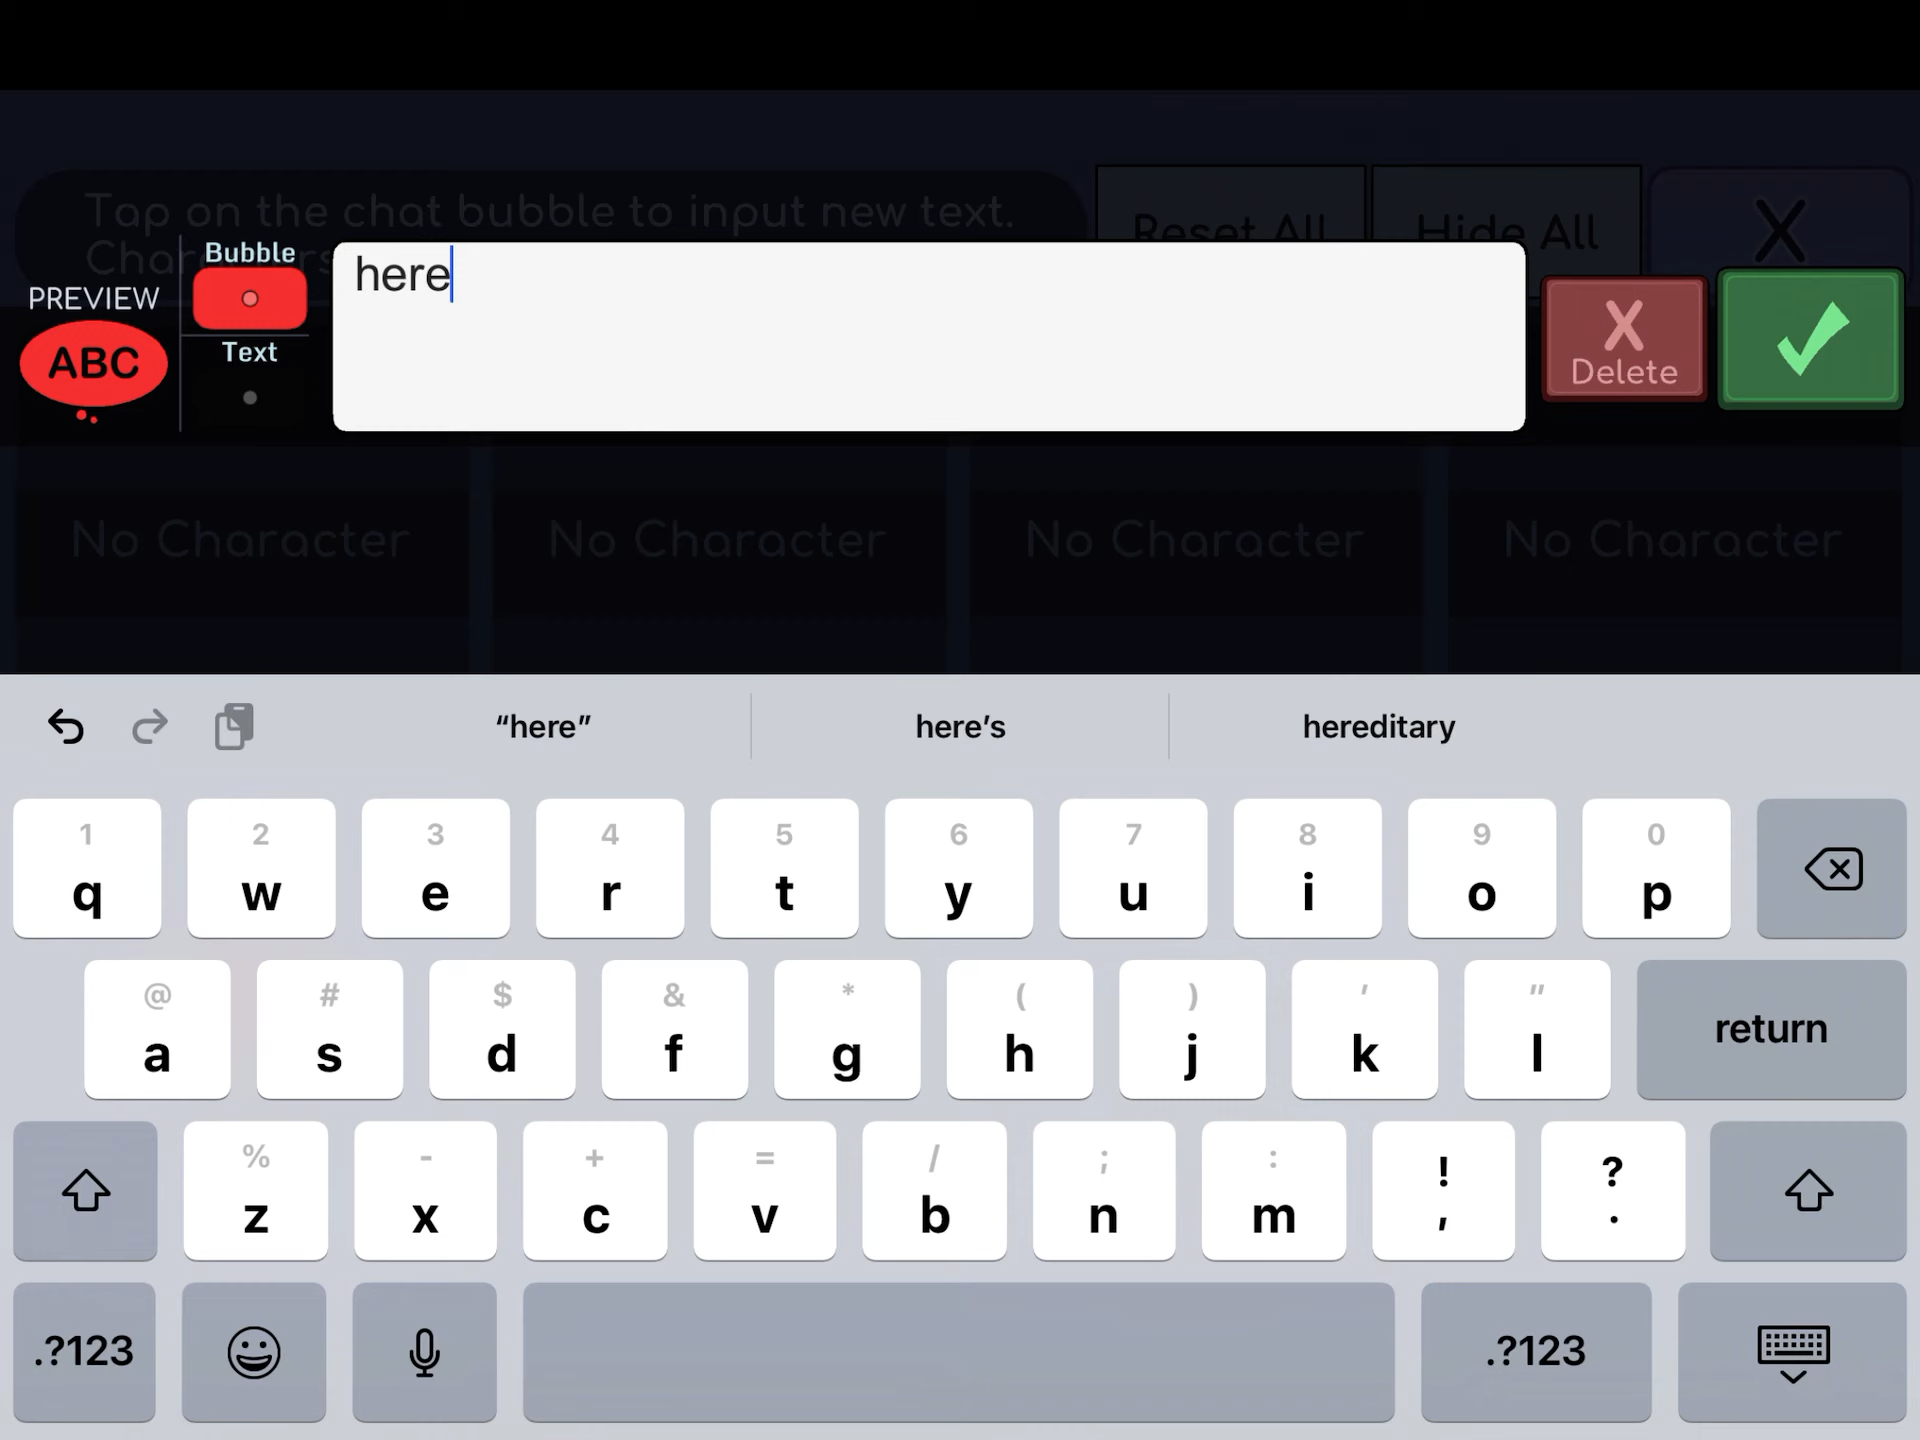 Tap on the chat bubble to input new text.
Characters
Reset All
Hide All
X
Bubble
PREVIEW
ABC
Text
here
X
Delete
No Character
No Character
No Character
No Character
“here”
here’s
hereditary
1 2 3 4 5 6 7 8 9 0
q w e r t y u i o p
@ # $ & * ( ) ' "
a s d f g h j k l
return
% - + = / ; : ! ?
z x c v b n m , .
.?123
.?123